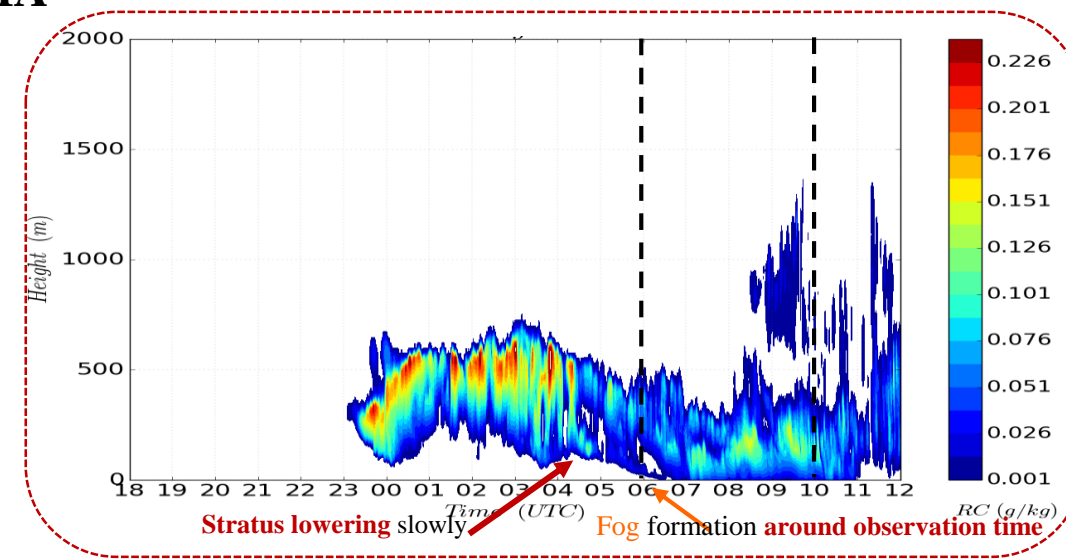 2000
1500
1000
500
0
Height (m)
18 19 20 21 22 23 00 01 02 03 04 05 06 07 08 09 10 11 12
Time (UTC)
0.226
0.201
0.176
0.151
0.126
0.101
0.076
0.051
0.026
0.001
RC (g/kg)
Stratus lowering slowly
Fog formation around observation time